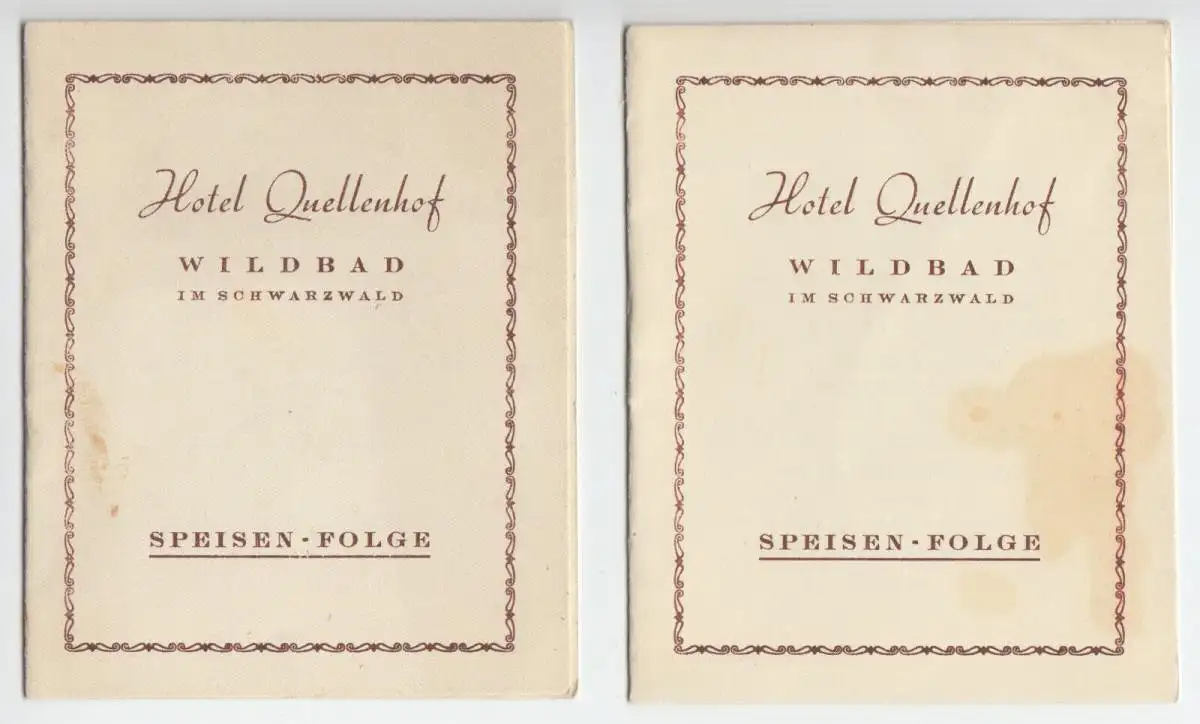 Hotel Quellenhof
WILDBAD
IM SCHWARZWALD
SPEISEN-FOLGE
Hotel Quellenhof
WILDBAD
IM SCHWARZWALD
SPEISEN-FOLGE